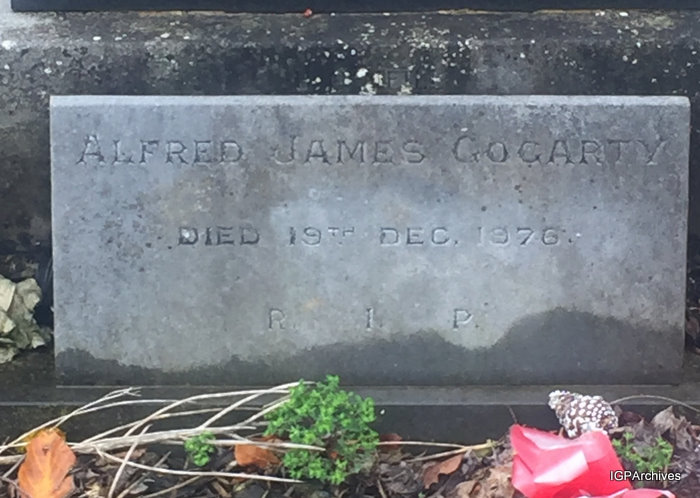 ALFRED JAMES GOGARTY
DIED 19TH DEC. 1976.
R. I. P.
IGPArchives